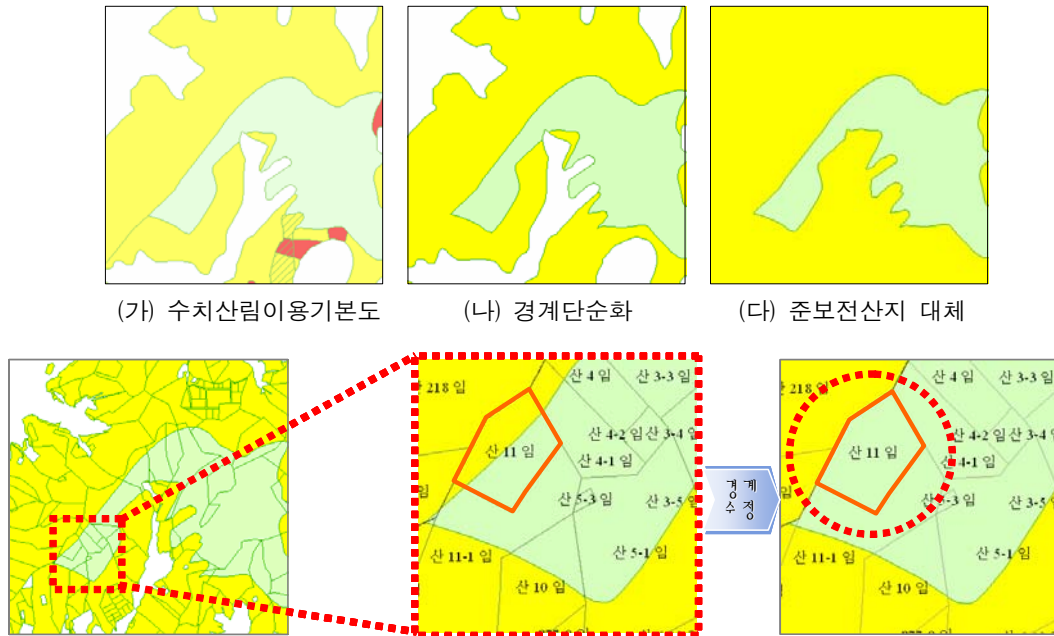 (가) 수치산림이용기본도
(나) 경계단순화
(다) 준보전산지 대체
218 임
산 4 임
산 3-3 임
산 11 임
산 4-2 임
산 3-4 임
산 4-1 임
산 5-3 임
산 3-5
산 11-1 임
산 5-1 임
산 10 임
경계
수정
218 임
산 4 임
산 3-3 임
산 11 임
산 4-2 임
산 3-4
4-1 임
-3 임
산 3-5
산 11-1 임
산 5-1 임
산 10 임